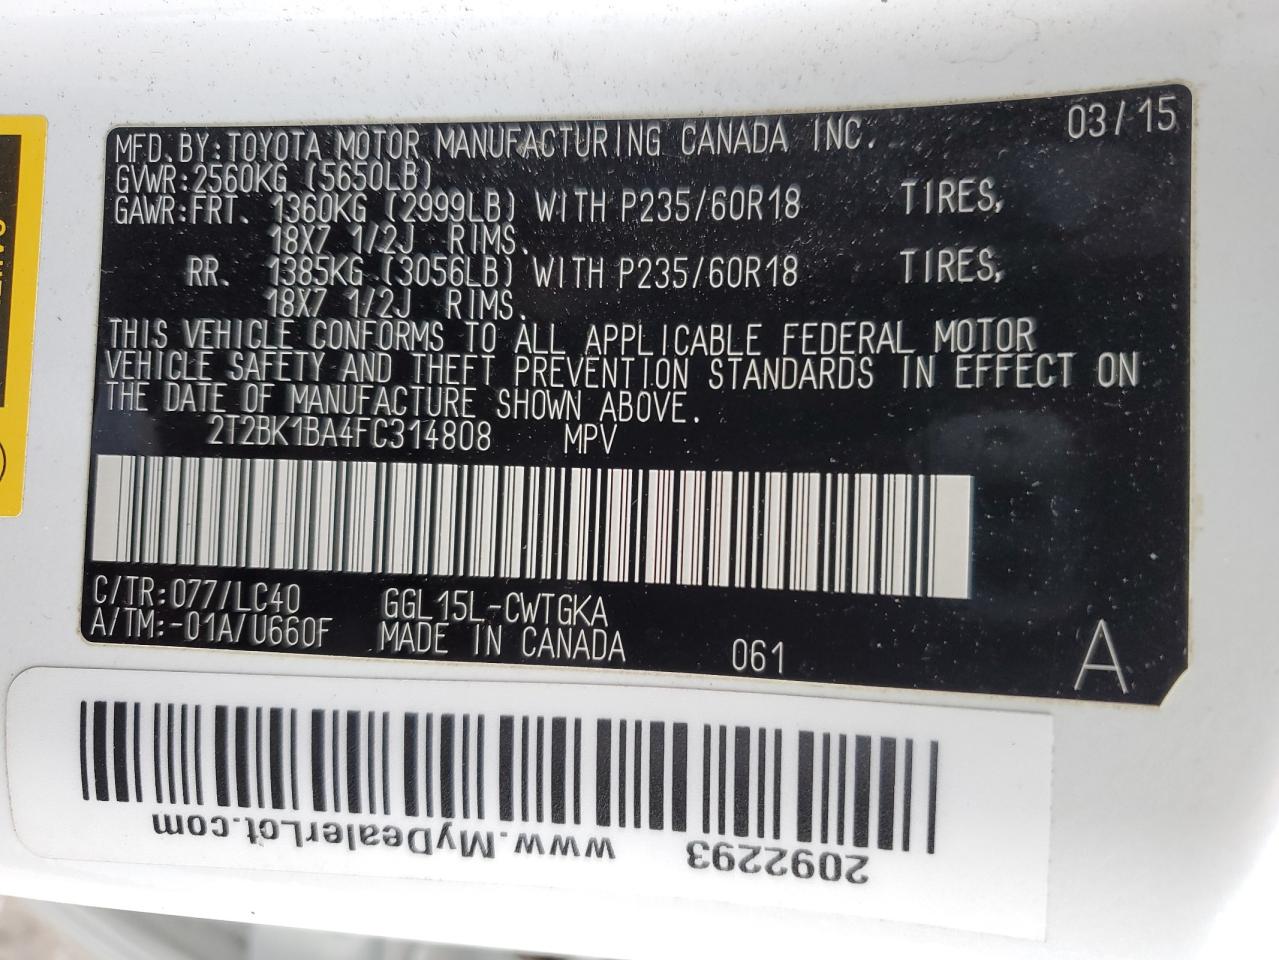 MFD.BY:TOYOTA MOTOR MANUFACTURING CANADA INC. 03/15
GVWR:2560KG (5650LB)
GAWR:FRT. 1360KG (2999LB) WITH P235/60R18 TIRES,
18X7 1/2J RIMS.
RR. 1385KG (3056LB) WITH P235/60R18 TIRES,
18X7 1/2J RIMS.
THIS VEHICLE CONFORMS TO ALL APPLICABLE FEDERAL MOTOR
VEHICLE SAFETY AND THEFT PREVENTION STANDARDS IN EFFECT ON
THE DATE OF MANUFACTURE SHOWN ABOVE.
2T2BK1BA4FC314808 MPV
C/TR:077/LC40 GGL15L-CWTGKA
A/TM:-01A/U660F MADE IN CANADA 061 A
2092293 www.MyDealerLot.com